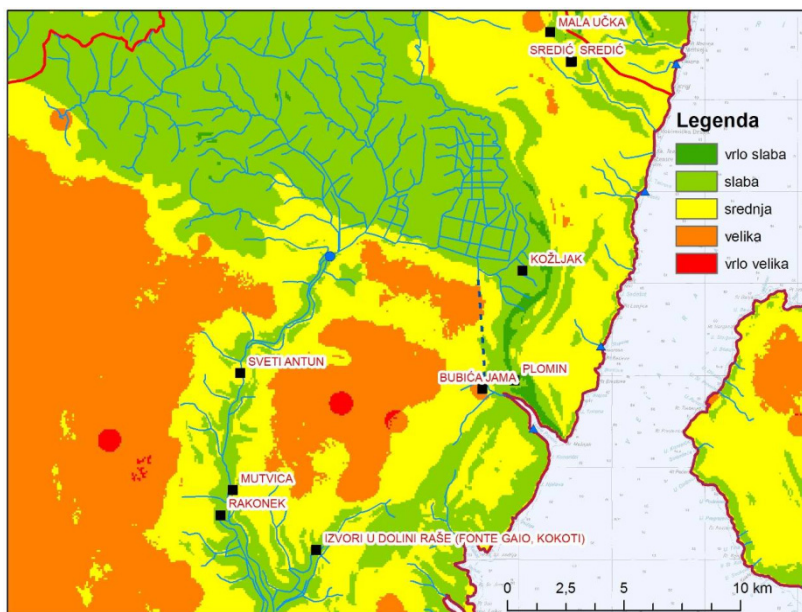 MALA UČKA
SREDIĆ SREDIĆ
Legenda
vrlo slaba
slaba
srednja
velika
vrlo velika
KOŽLJAK
PLOMIN
BUBIĆA JAMA
SVETI ANTUN
MUTVICA
RAKONEK
IZVORI U DOLINI RAŠE (FONTE GAIO, KOKOTI)
0 2,5 5 10 km